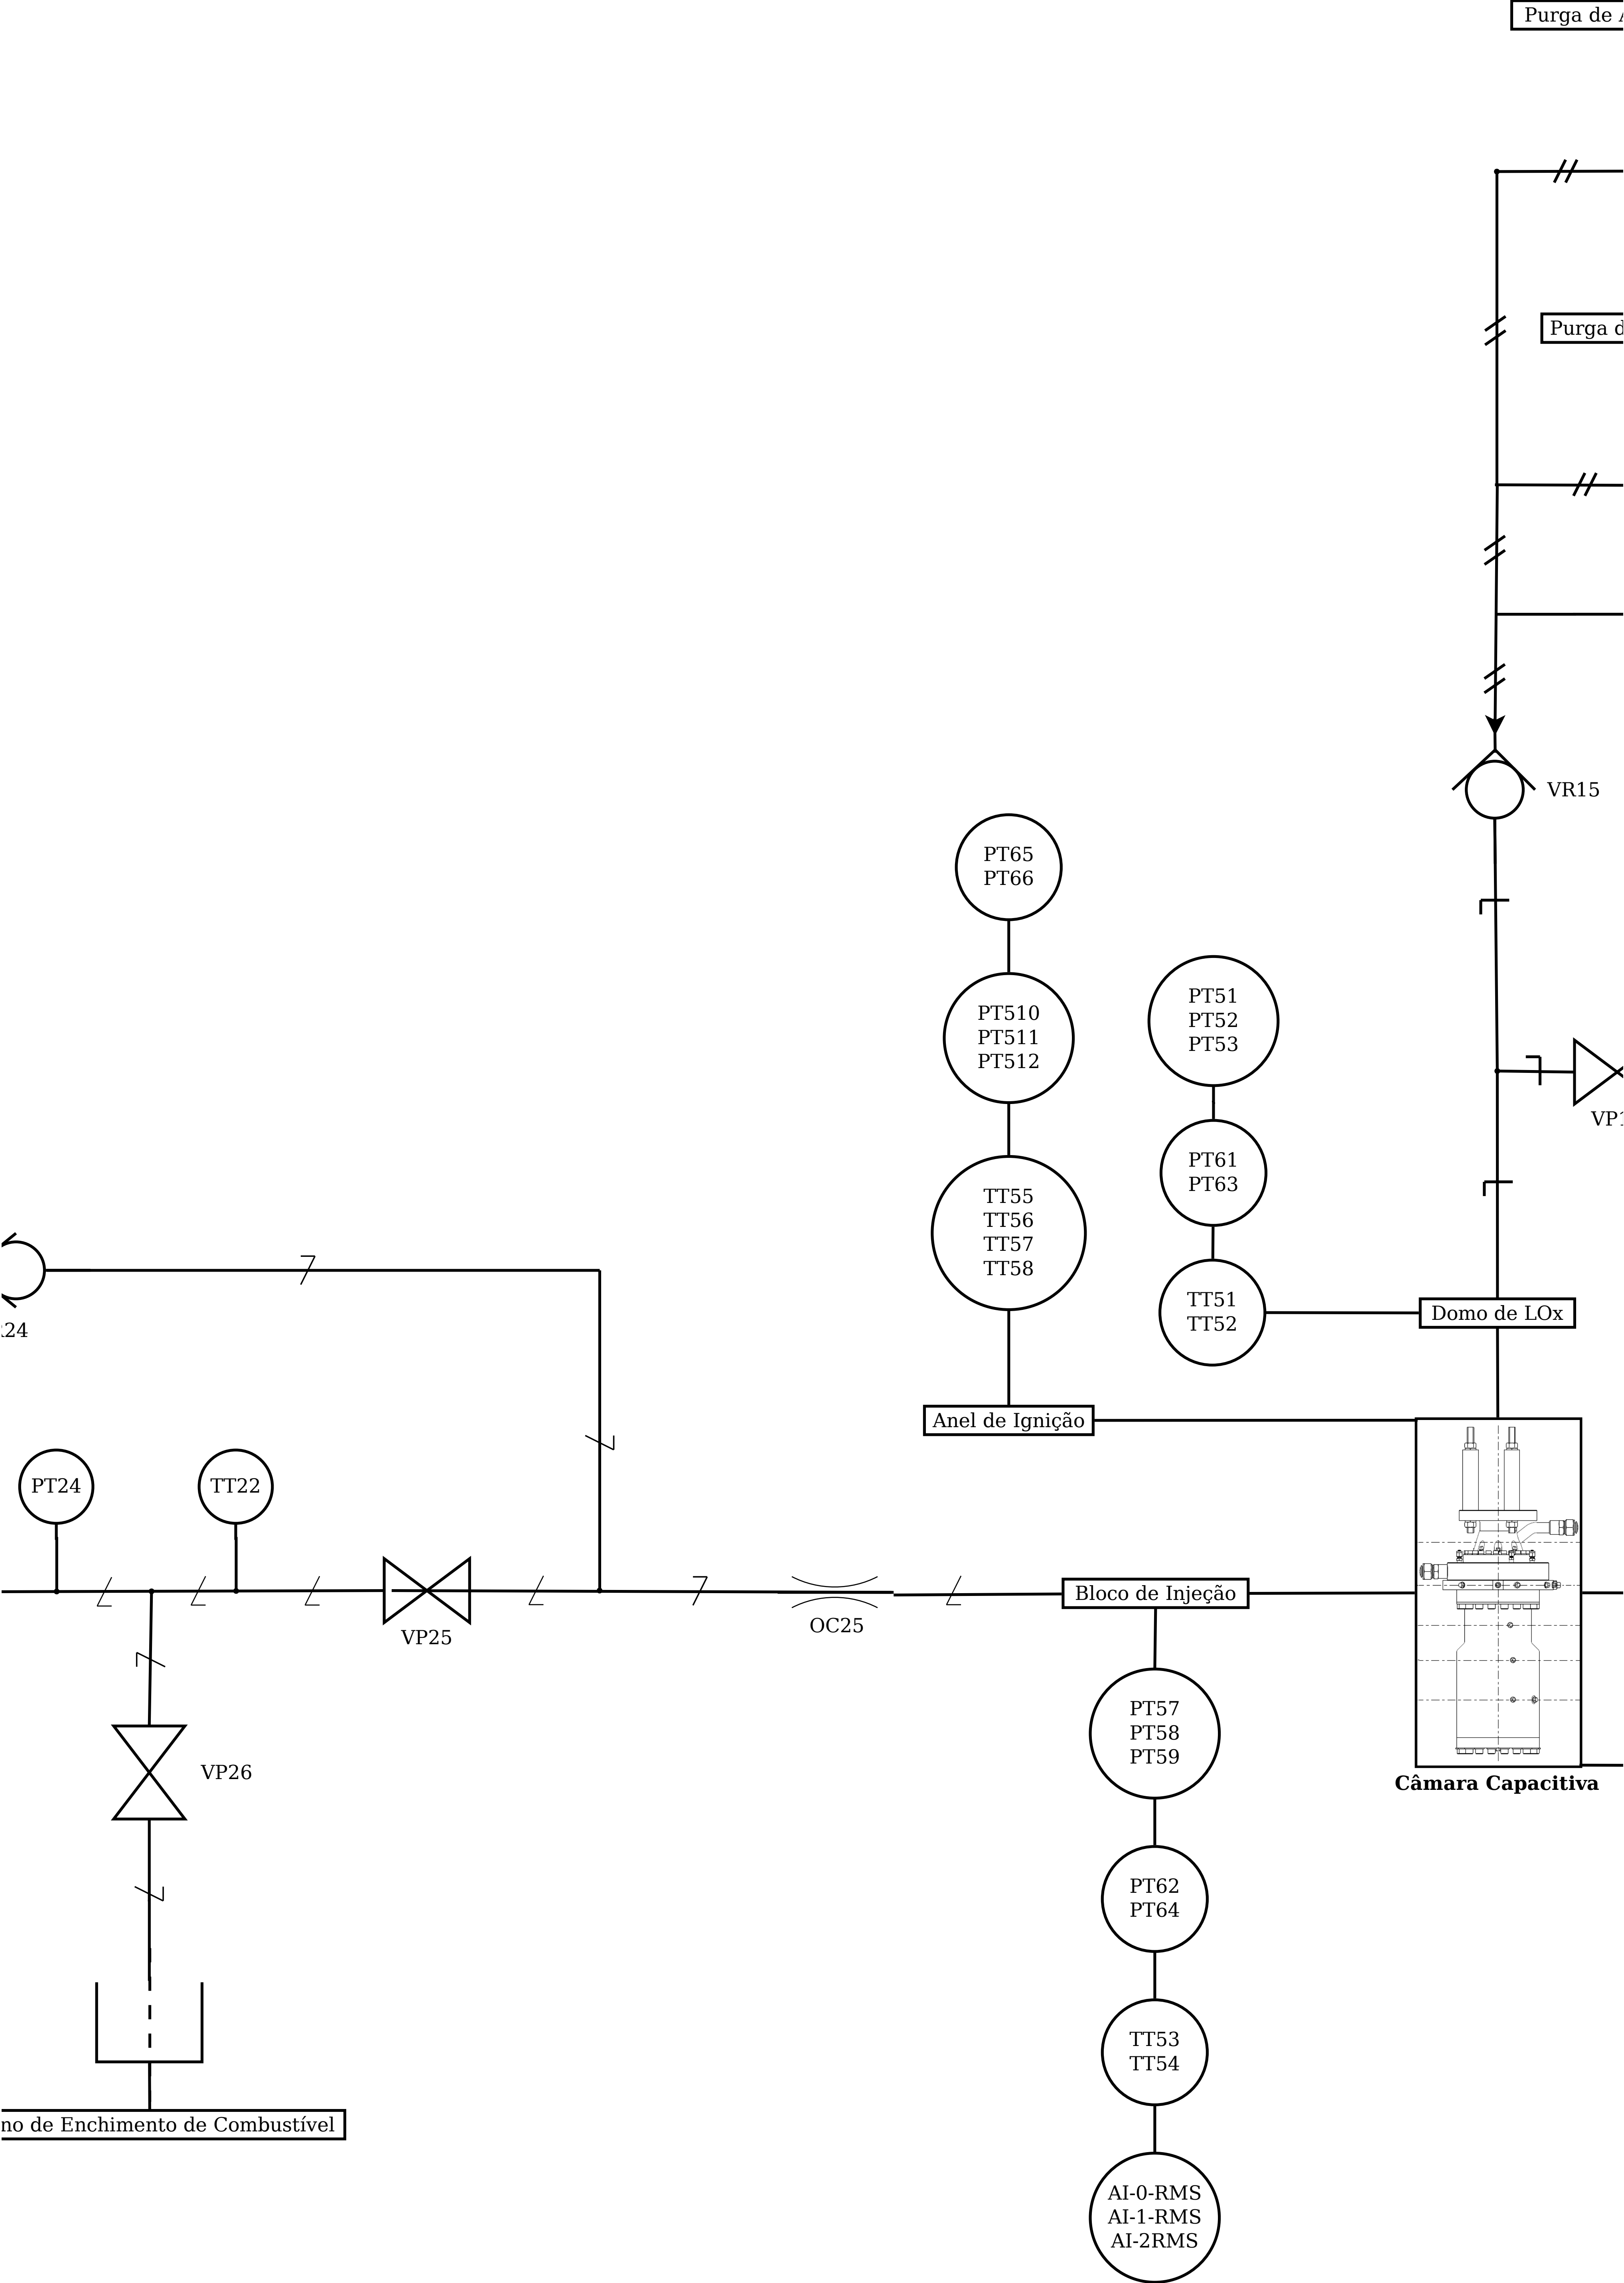 Purga de
Purga
VR15
PT65
PT66
PT510
PT511
PT512
PT51
PT52
PT53
VP1
PT61
PT63
TT55
TT56
TT57
TT58
TT51
TT52
Domo de LOx
24
Anel de Ignição
PT24
TT22
VP25
OC25
Bloco de Injeção
PT57
PT58
PT59
VP26
Câmara Capacitiva
PT62
PT64
TT53
TT54
no de Enchimento de Combustível
AI-0-RMS
AI-1-RMS
AI-2RMS